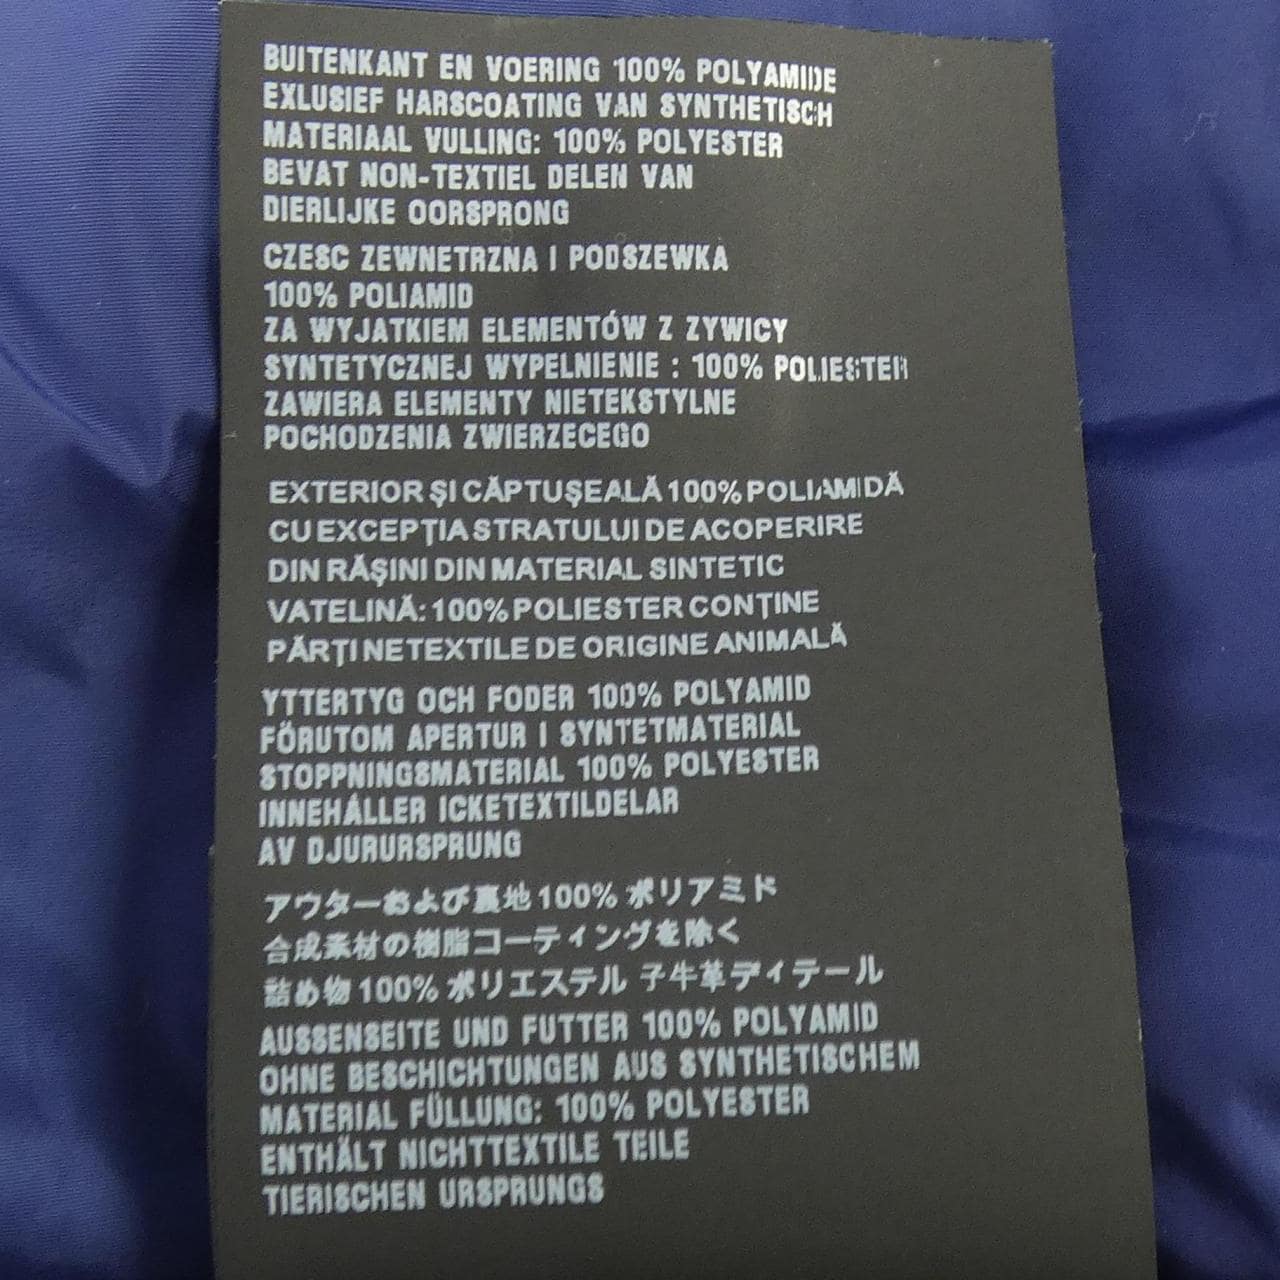 BUITENKANT EN VOERING 100% POLYAMIDE
EXLUSIEF HARSCOATING VAN SYNTHETISCH
MATERIAAL VULLING: 100% POLYESTER
BEVAT NON-TEXTIEL DELEN VAN
DIERLIJKE OORSPRONG
CZESC ZEWNETRZNA I PODSZEWKA
100% POLIAMID
ZA WYJATKIEM ELEMENTÓW Z ZYWICY
SYNTETYCZNEJ WYPELNIENIE : 100% POLIESTER
ZAWIERA ELEMENTY NIETEKSTYLNE
POCHODZENIA ZWIERZECEGO
EXTERIOR ŞI CĂPTUŞEALĂ 100% POLIAMIDĂ
CU EXCEPŢIA STRATULUI DE ACOPERIRE
DIN RĂŞINI DIN MATERIAL SINTETIC
VATELINĂ: 100% POLIESTER CONŢINE
PĂRŢI NETEXTILE DE ORIGINE ANIMALĂ
YTTERTYG OCH FODER 100% POLYAMID
FÖRUTOM APERTUR I SYNTETMATERIAL
STOPPNINGSMATERIAL 100% POLYESTER
INNEHÅLLER ICKETEXTILDELAR
AV DJURURSPRUNG
アウターおよび裏地100% ポリアミド
合成素材の樹脂コーティングを除く
詰め物100% ポリエステル 子牛革ディテール
AUSSENSEITE UND FUTTER 100% POLYAMID
OHNE BESCHICHTUNGEN AUS SYNTHETISCHEM
MATERIAL FÜLLUNG: 100% POLYESTER
ENTHÄLT NICHTTEXTILE TEILE
TIERISCHEN URSPRUNGS